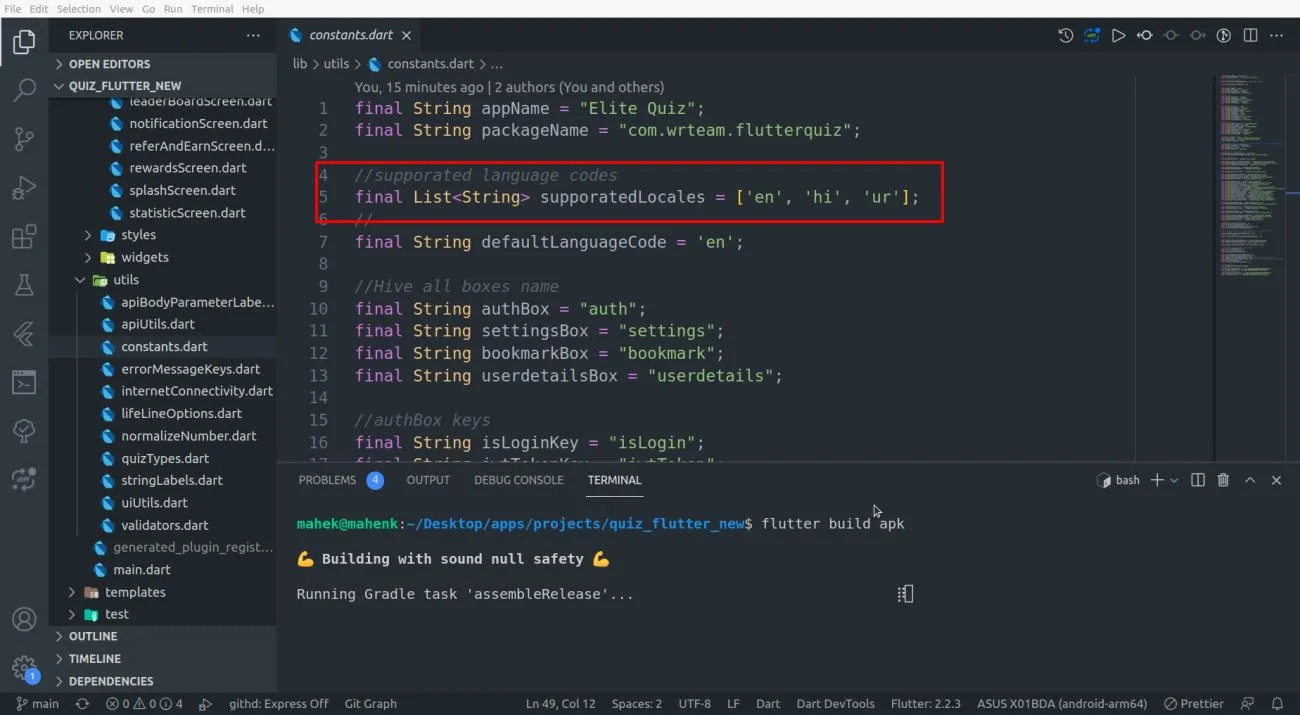 File Edit Selection View Go Run Terminal Help
EXPLORER
OPEN EDITORS
QUIZ_FLUTTER_NEW
leaderBoardScreen.dart
notificationScreen.dart
referAndEarnScreen.d...
rewardsScreen.dart
splashScreen.dart
statisticScreen.dart
styles
widgets
utils
apiBodyParameterLabe...
apiUtils.dart
constants.dart
errorMessageKeys.dart
internetConnectivity.dart
lifeLineOptions.dart
normalizeNumber.dart
quizTypes.dart
stringLabels.dart
uiUtils.dart
validators.dart
generated_plugin_regist...
main.dart
templates
test
OUTLINE
TIMELINE
DEPENDENCIES
constants.dart
lib > utils > constants.dart > ...
You, 15 minutes ago | 2 authors (You and others)
1 final String appName = "Elite Quiz";
2 final String packageName = "com.wrteam.flutterquiz";
3
4 //supporated language codes
5 final List<String> supporatedLocales = ['en', 'hi', 'ur'];
6 //
7 final String defaultLanguageCode = 'en';
8
9 //Hive all boxes name
10 final String authBox = "auth";
11 final String settingsBox = "settings";
12 final String bookmarkBox = "bookmark";
13 final String userdetailsBox = "userdetails";
14
15 //authBox keys
16 final String isLoginKey = "isLogin";
17 final String jwtTokenKey = "jwtToken";
PROBLEMS 4 OUTPUT DEBUG CONSOLE TERMINAL
bash
mahek@mahenk:~/Desktop/apps/projects/quiz_flutter_new$ flutter build apk
💪 Building with sound null safety 💪
Running Gradle task 'assembleRelease'...
1
main 0 0 4 githd: Express Off Git Graph Ln 49, Col 12 Spaces: 2 UTF-8 LF Dart Dart DevTools Flutter: 2.2.3 ASUS X01BDA (android-arm64) Prettier